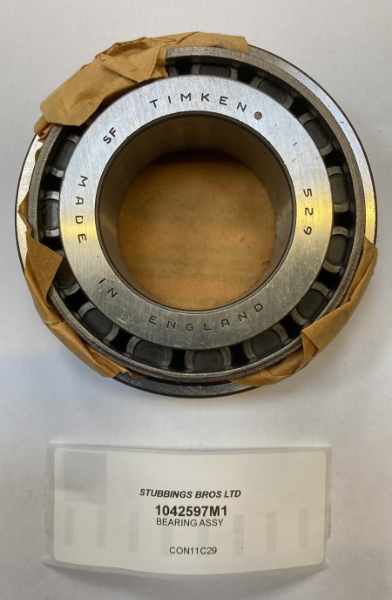 TIMKEN
529
MADE IN ENGLAND
SF
STUBBINGS BROS LTD
1042597M1
BEARING ASSY
CON11C29